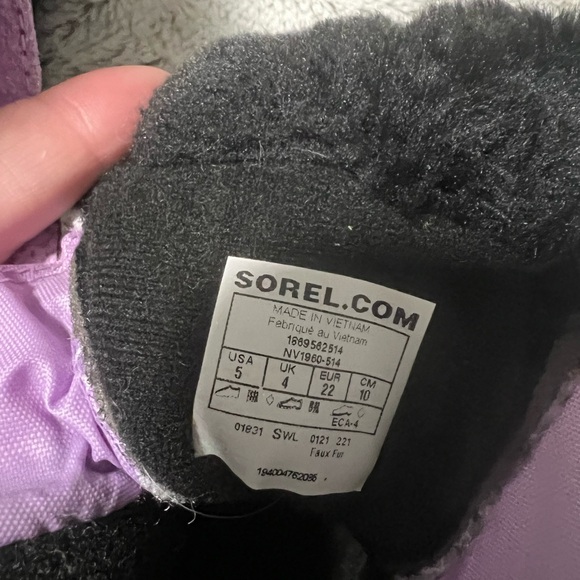 SOREL.COM
MADE IN VIETNAM
Fabriqué au Vietnam
1869562514
NV1960-514
USA UK EUR CM
5 4 22 10
ECA-4
01831 SWL 0121 221
Faux Fur
194004762095